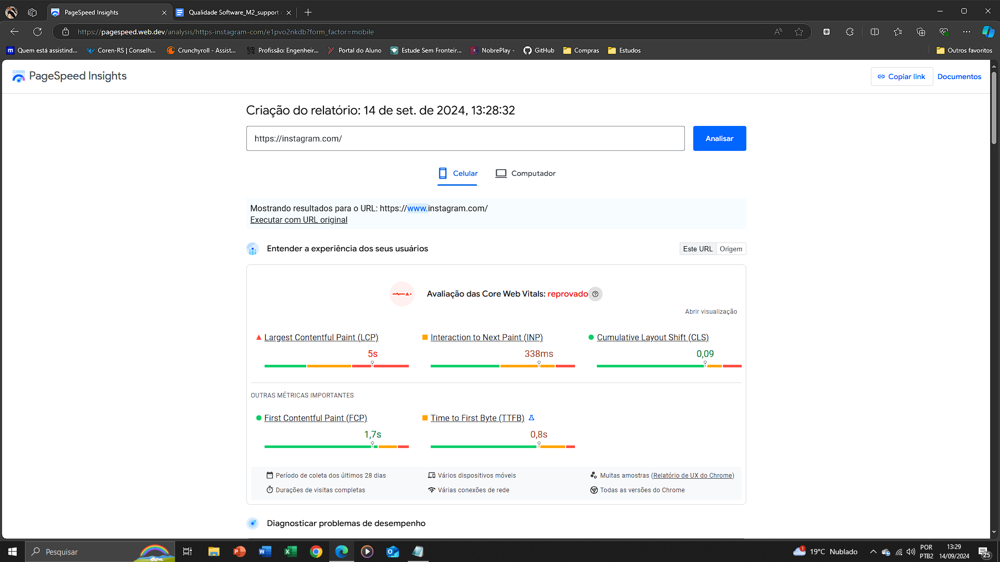 PageSpeed Insights
Qualidade Software_M2_support
https://pagespeed.web.dev/analysis/https-instagram-com/e1pvo2nkdb?form_factor=mobile
Quem está assistind...
Coren-RS | Conselh...
Crunchyroll - Assist...
Profissão: Engenheir...
Portal do Aluno
Estude Sem Fronteir...
NobrePlay -
GitHub
Compras
Estudos
Outros favoritos
PageSpeed Insights
Copiar link
Documentos
Criação do relatório: 14 de set. de 2024, 13:28:32
https://instagram.com/
Analisar
Celular
Computador
Mostrando resultados para o URL: https://www.instagram.com/
Executar com URL original
Entender a experiência dos seus usuários
Este URL
Origem
Avaliação das Core Web Vitals: reprovado
Abrir visualização
Largest Contentful Paint (LCP)
5s
Interaction to Next Paint (INP)
338ms
Cumulative Layout Shift (CLS)
0,09
OUTRAS MÉTRICAS IMPORTANTES
First Contentful Paint (FCP)
1,7s
Time to First Byte (TTFB)
0,8s
Período de coleta dos últimos 28 dias
Vários dispositivos móveis
Muitas amostras (Relatório de UX do Chrome)
Durações de visitas completas
Várias conexões de rede
Todas as versões do Chrome
Diagnosticar problemas de desempenho
Pesquisar
1
19°C Nublado
POR
PTB2
13:29
14/09/2024
25